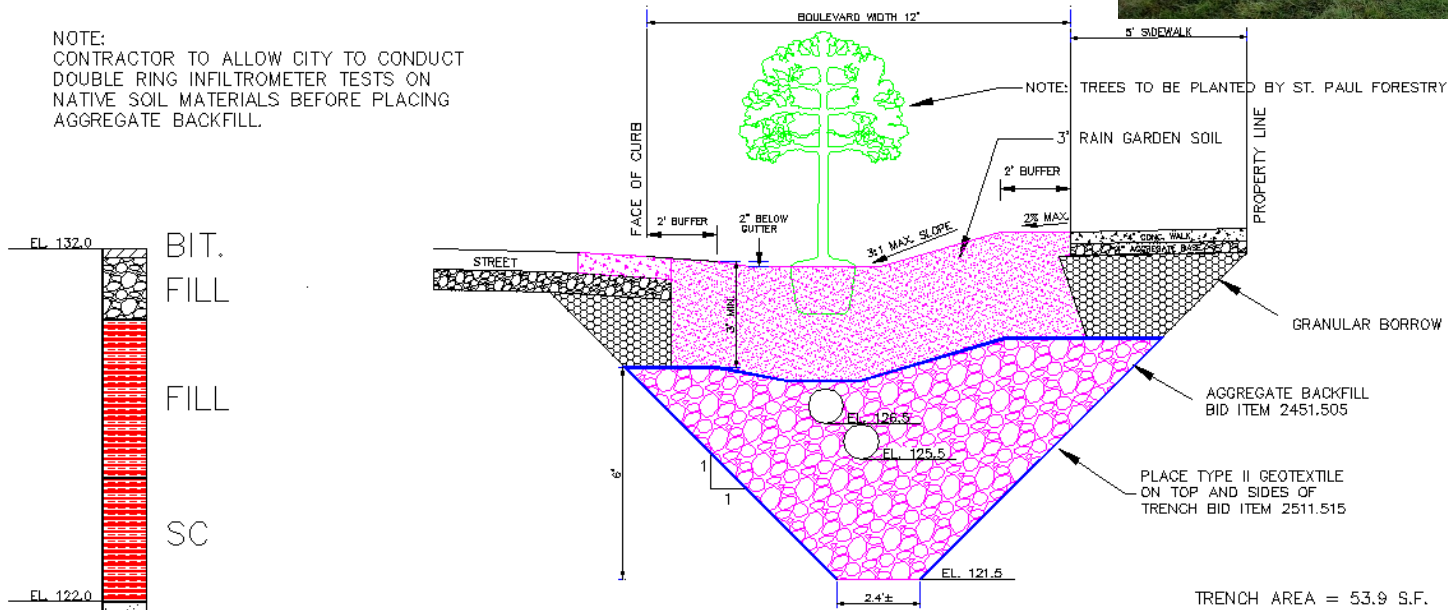 NOTE:
CONTRACTOR TO ALLOW CITY TO CONDUCT
DOUBLE RING INFILTROMETER TESTS ON
NATIVE SOIL MATERIALS BEFORE PLACING
AGGREGATE BACKFILL.
BOULEVARD WIDTH 12"
5' SIDEWALK
NOTE: TREES TO BE PLANTED BY ST. PAUL FORESTRY
FACE OF CURB
3' RAIN GARDEN SOIL
PROPERTY LINE
2' BUFFER
2' BUFFER
2" BELOW
GUTTER
3:1 MAX. SLOPE
2% MAX.
4" CONC. WALK
AGGREGATE BASE
STREET
3' MIN.
GRANULAR BORROW
EL. 132.0
BIT.
FILL
FILL
SC
EL. 122.0
AGGREGATE BACKFILL
BID ITEM 2451.505
EL. 126.5
EL. 125.5
6'
1
1
PLACE TYPE II GEOTEXTILE
ON TOP AND SIDES OF
TRENCH BID ITEM 2511.515
EL. 121.5
2.4'±
TRENCH AREA = 53.9 S.F.